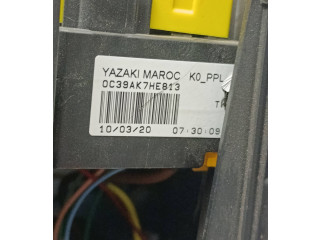 YAZAKI MAROC K0_PPL
0C39AK7HE813
10/03/20 07:30:09